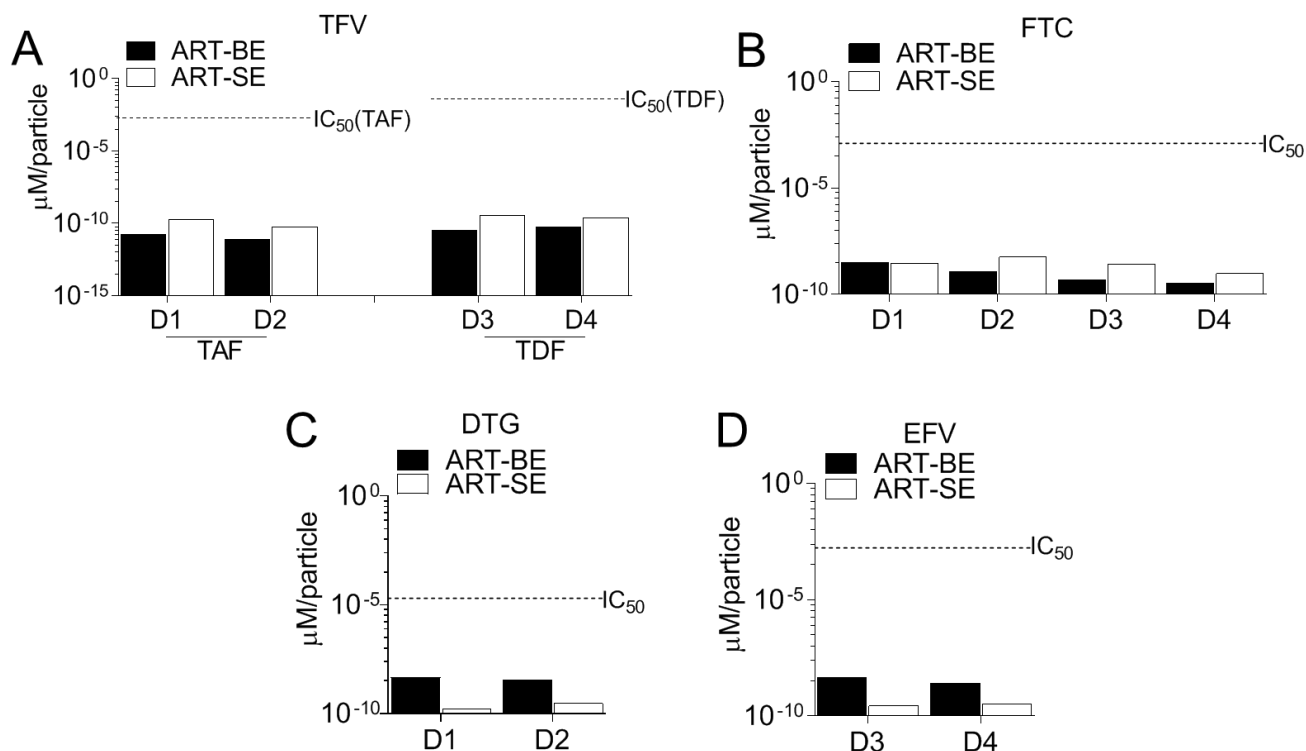 A
TFV
ART-BE
ART-SE
μM/particle
10⁰
10⁻⁵
10⁻¹⁰
10⁻¹⁵
IC₅₀(TAF)
IC₅₀(TDF)
D1 D2 D3 D4
TAF TDF
B
FTC
ART-BE
ART-SE
μM/particle
10⁰
10⁻⁵
10⁻¹⁰
IC₅₀
D1 D2 D3 D4
C
DTG
ART-BE
ART-SE
μM/particle
10⁰
10⁻⁵
10⁻¹⁰
IC₅₀
D1 D2
D
EFV
ART-BE
ART-SE
μM/particle
10⁰
10⁻⁵
10⁻¹⁰
IC₅₀
D3 D4